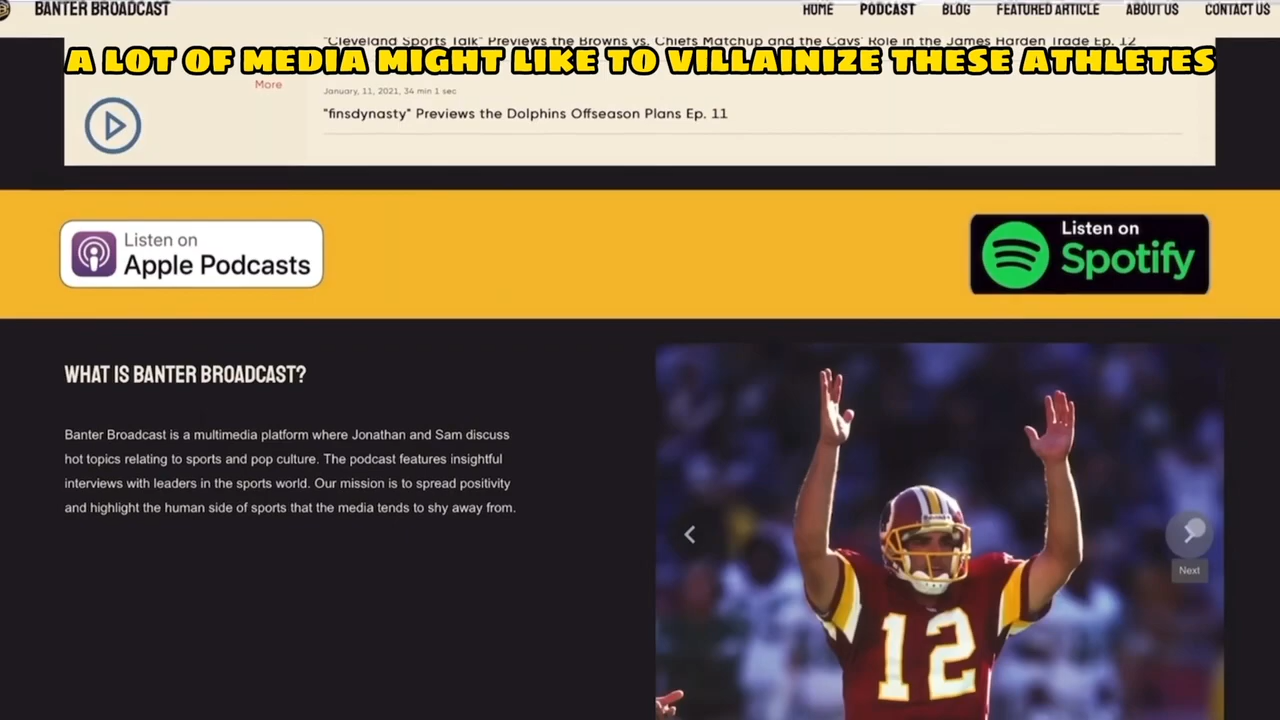 BANTER BROADCAST
HOME PODCAST BLOG FEATURED ARTICLE ABOUT US CONTACT US
"Cleveland Sports Talk" Previews the Browns vs. Chiefs Matchup and the Cavs' Role in the James Harden Trade Ep. 12
A LOT OF MEDIA MIGHT LIKE TO VILLAINIZE THESE ATHLETES
More
January, 11, 2021, 34 min 1 sec
"finsdynasty" Previews the Dolphins Offseason Plans Ep. 11
Listen on
Apple Podcasts
Listen on
Spotify
WHAT IS BANTER BROADCAST?
Banter Broadcast is a multimedia platform where Jonathan and Sam discuss
hot topics relating to sports and pop culture. The podcast features insightful
interviews with leaders in the sports world. Our mission is to spread positivity
and highlight the human side of sports that the media tends to shy away from.
Next
12